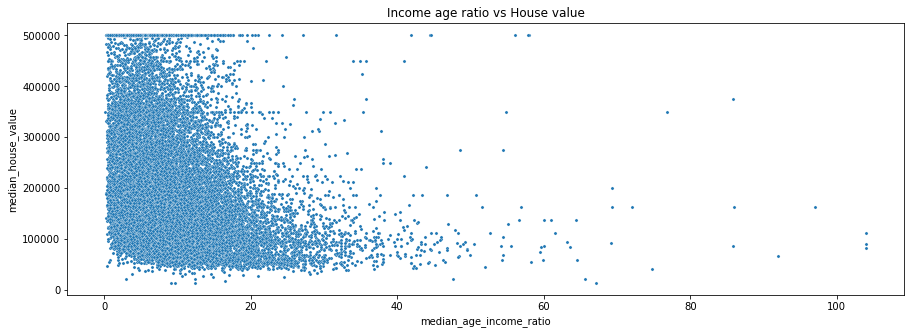 Income age ratio vs House value
500000
400000
300000
200000
100000
0
median_house_value
0 20 40 60 80 100
median_age_income_ratio